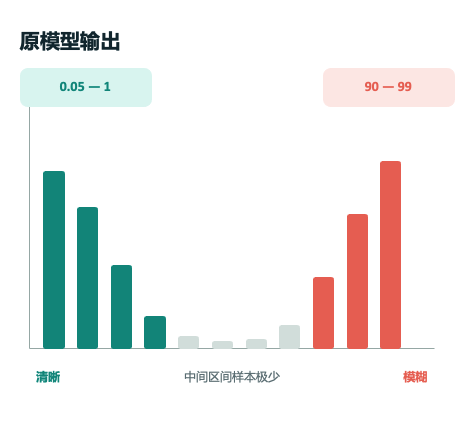 原模型输出
0.05 — 1
90 — 99
清晰
中间区间样本极少
模糊